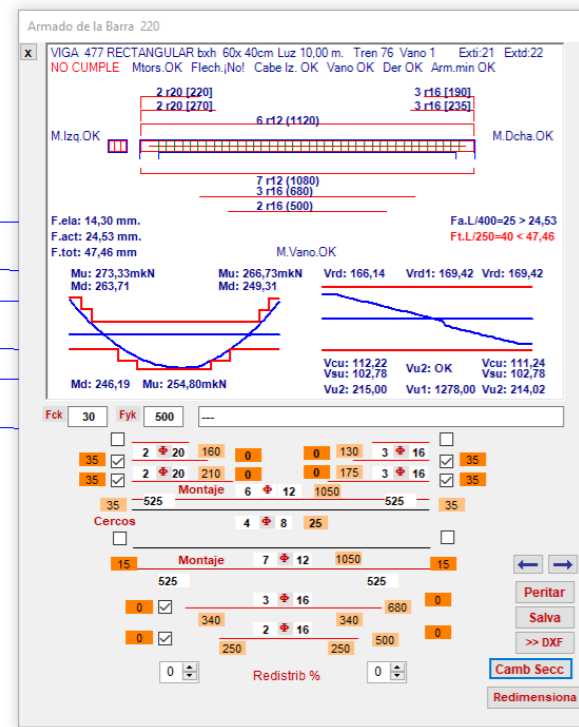 Armado de la Barra 220
x
VIGA 477 RECTANGULAR bxh 60x 40cm Luz 10,00 m. Tren 76 Vano 1 Exti:21 Extd:22
NO CUMPLE Mtors.OK Flech.¡No! Cabe Iz. OK Vano OK Der OK Arm.min OK
2 r20 [220] 3 r16 [190]
2 r20 [270] 3 r16 [235]
6 r12 (1120)
M.Izq.OK M.Dcha.OK
7 r12 (1080)
3 r16 (680)
2 r16 (500)
F.ela: 14,30 mm. Fa.L/400=25 > 24,53
F.act: 24,53 mm. Ft.L/250=40 < 47,46
F.tot: 47,46 mm M.Vano.OK
Mu: 273,33mkN Mu: 266,73mkN Vrd: 166,14 Vrd1: 169,42 Vrd: 169,42
Md: 263,71 Md: 249,31
Vcu: 112,22 Vcu: 111,24
Vsu: 102,78 Vu2: OK Vsu: 102,78
Md: 246,19 Mu: 254,80mkN Vu2: 215,00 Vu1: 1278,00 Vu2: 214,02
Fck 30 Fyk 500 ---
35 2 Φ 20 160 0 0 130 3 Φ 16 35
35 2 Φ 20 210 0 0 175 3 Φ 16 35
Montaje 6 Φ 12 1050
35 525 525 35
Cercos 4 Φ 8 25
15 Montaje 7 Φ 12 1050 15
525 525
0 3 Φ 16 680 0
340 340
0 2 Φ 16 500 0
250 250
0 Redistrib % 0
Peritar
Salva
>> DXF
Camb Secc
Redimensiona